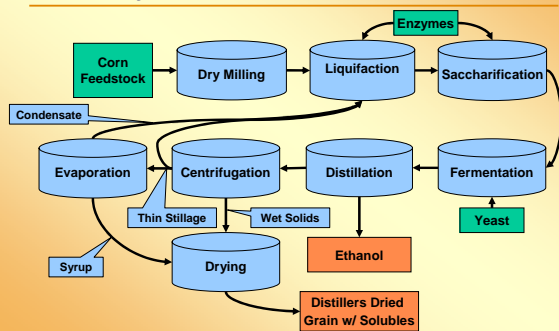 Enzymes
Corn
Feedstock
Dry Milling
Liquifaction
Saccharification
Condensate
Evaporation
Centrifugation
Distillation
Fermentation
Thin Stillage
Wet Solids
Yeast
Syrup
Drying
Ethanol
Distillers Dried
Grain w/ Solubles